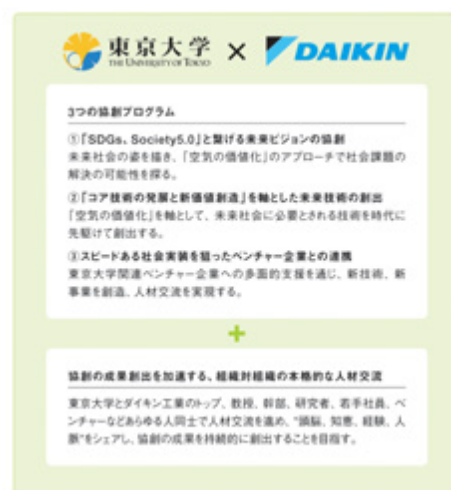 東京大学 × DAIKIN
THE UNIVERSITY OF TOKYO
3つの協創プログラム
①「SDGs、Society5.0」と繋げる未来ビジョンの協創
未来社会の姿を描き、「空気の価値化」のアプローチで社会課題の
解決の可能性を探る。
②「コア技術の発展と新価値創造」を軸とした未来技術の創出
「空気の価値化」を軸として、未来社会に必要とされる技術を時代に
先駆けて創出する。
③スピードある社会実装を狙ったベンチャー企業との連携
東京大学関連ベンチャー企業への多面的支援を通じ、新技術、新
事業を創造、人材交流を実現する。
+
協創の成果創出を加速する、組織対組織の本格的な人材交流
東京大学とダイキン工業のトップ、教授、幹部、研究者、若手社員、ベ
ンチャーなどあらゆる人同士で人材交流を進め、"頭脳、知恵、経験、人
脈"をシェアし、協創の成果を持続的に創出することを目指す。